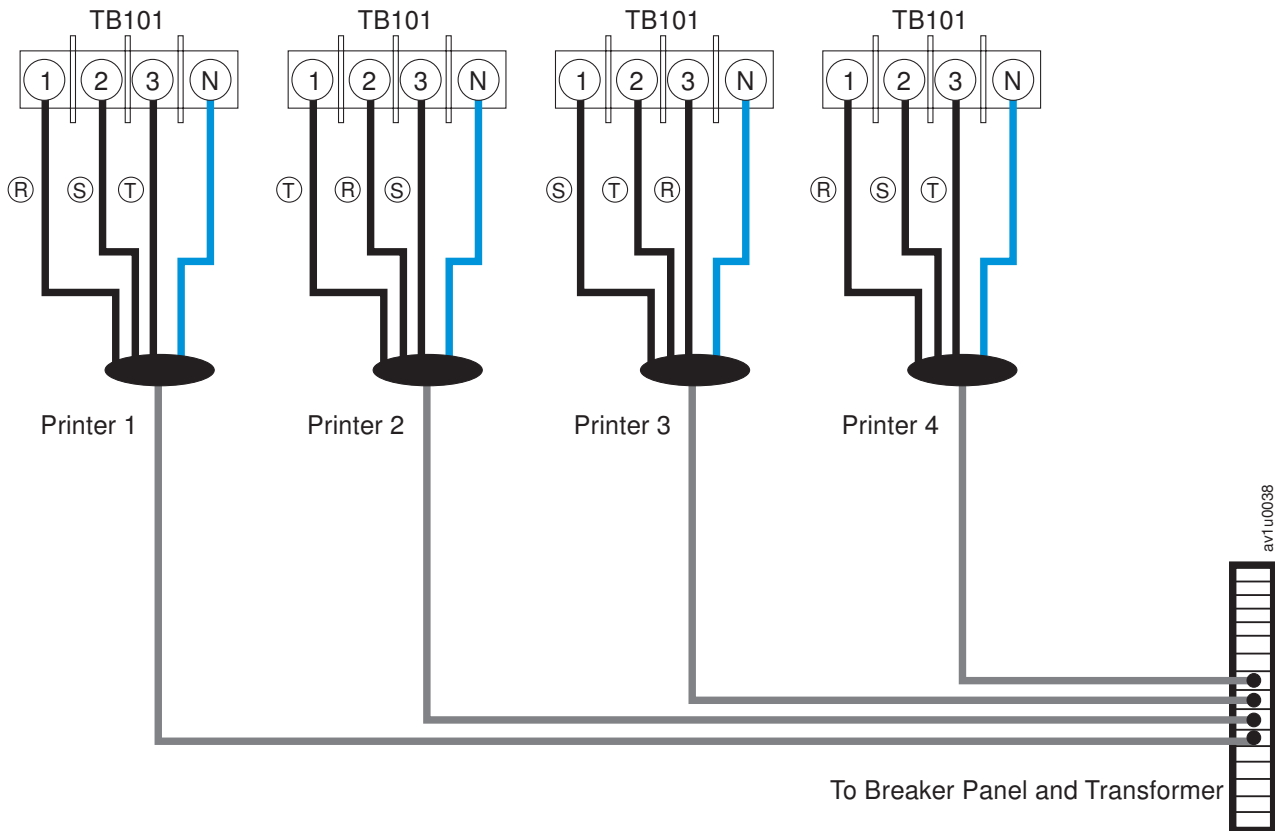 TB101 TB101 TB101 TB101
1 2 3 N 1 2 3 N 1 2 3 N 1 2 3 N
R S T T R S S T R R S T
Printer 1 Printer 2 Printer 3 Printer 4
av1u0038
To Breaker Panel and Transformer